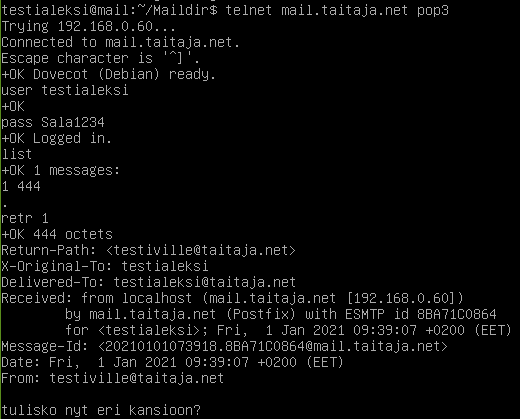 testialeksi@mail:~/Maildir$ telnet mail.taitaja.net pop3
Trying 192.168.0.60...
Connected to mail.taitaja.net.
Escape character is '^]'.
+OK Dovecot (Debian) ready.
user testialeksi
+OK
pass Sala1234
+OK Logged in.
list
+OK 1 messages:
1 444
.
retr 1
+OK 444 octets
Return-Path: <testiville@taitaja.net>
X-Original-To: testialeksi
Delivered-To: testialeksi@taitaja.net
Received: from localhost (mail.taitaja.net [192.168.0.60])
        by mail.taitaja.net (Postfix) with ESMTP id 8BA71C0864
        for <testialeksi>; Fri,  1 Jan 2021 09:39:07 +0200 (EET)
Message-Id: <20210101073918.8BA71C0864@mail.taitaja.net>
Date: Fri,  1 Jan 2021 09:39:07 +0200 (EET)
From: testiville@taitaja.net

tulisko nyt eri kansioon?